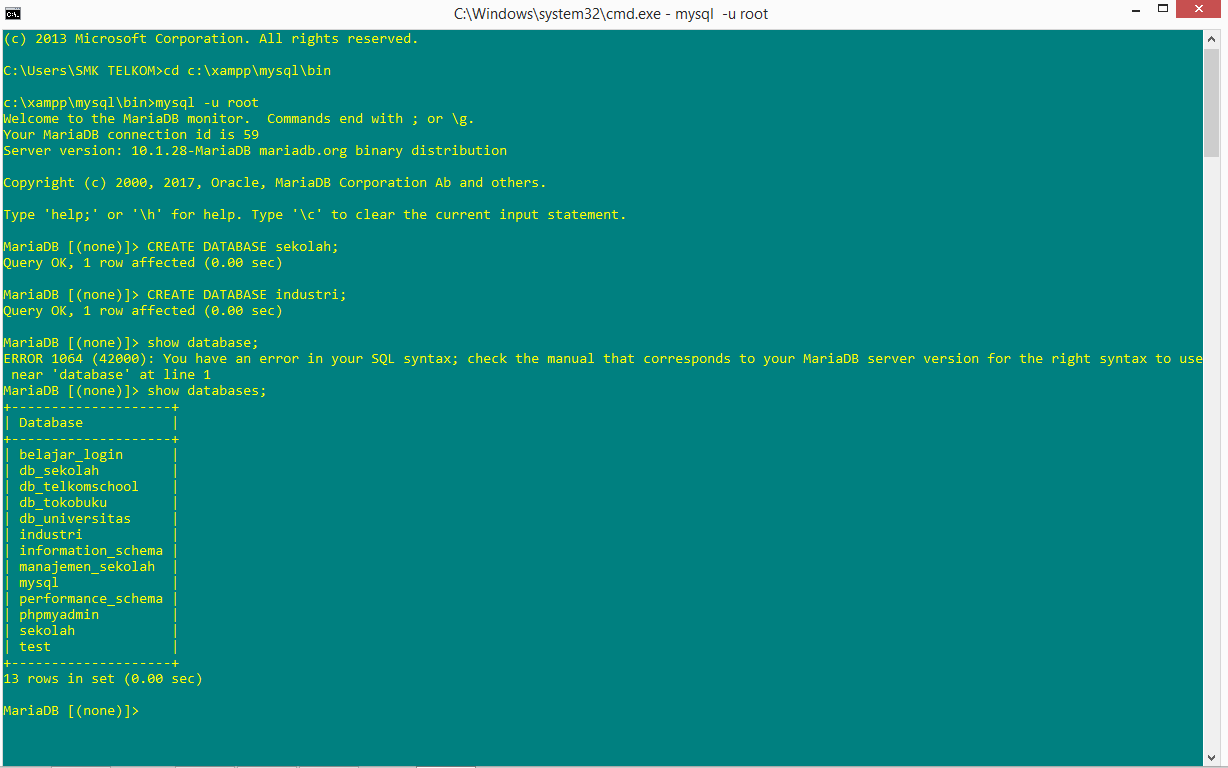 C:\Windows\system32\cmd.exe - mysql  -u root
(c) 2013 Microsoft Corporation. All rights reserved.
C:\Users\SMK TELKOM>cd c:\xampp\mysql\bin
c:\xampp\mysql\bin>mysql -u root
Welcome to the MariaDB monitor.  Commands end with ; or \g.
Your MariaDB connection id is 59
Server version: 10.1.28-MariaDB mariadb.org binary distribution
Copyright (c) 2000, 2017, Oracle, MariaDB Corporation Ab and others.
Type 'help;' or '\h' for help. Type '\c' to clear the current input statement.
MariaDB [(none)]> CREATE DATABASE sekolah;
Query OK, 1 row affected (0.00 sec)
MariaDB [(none)]> CREATE DATABASE industri;
Query OK, 1 row affected (0.00 sec)
MariaDB [(none)]> show database;
ERROR 1064 (42000): You have an error in your SQL syntax; check the manual that corresponds to your MariaDB server version for the right syntax to use
 near 'database' at line 1
MariaDB [(none)]> show databases;
+--------------------+
| Database           |
+--------------------+
| belajar_login      |
| db_sekolah         |
| db_telkomschool    |
| db_tokobuku        |
| db_universitas     |
| industri           |
| information_schema |
| manajemen_sekolah  |
| mysql              |
| performance_schema |
| phpmyadmin         |
| sekolah            |
| test               |
+--------------------+
13 rows in set (0.00 sec)
MariaDB [(none)]>